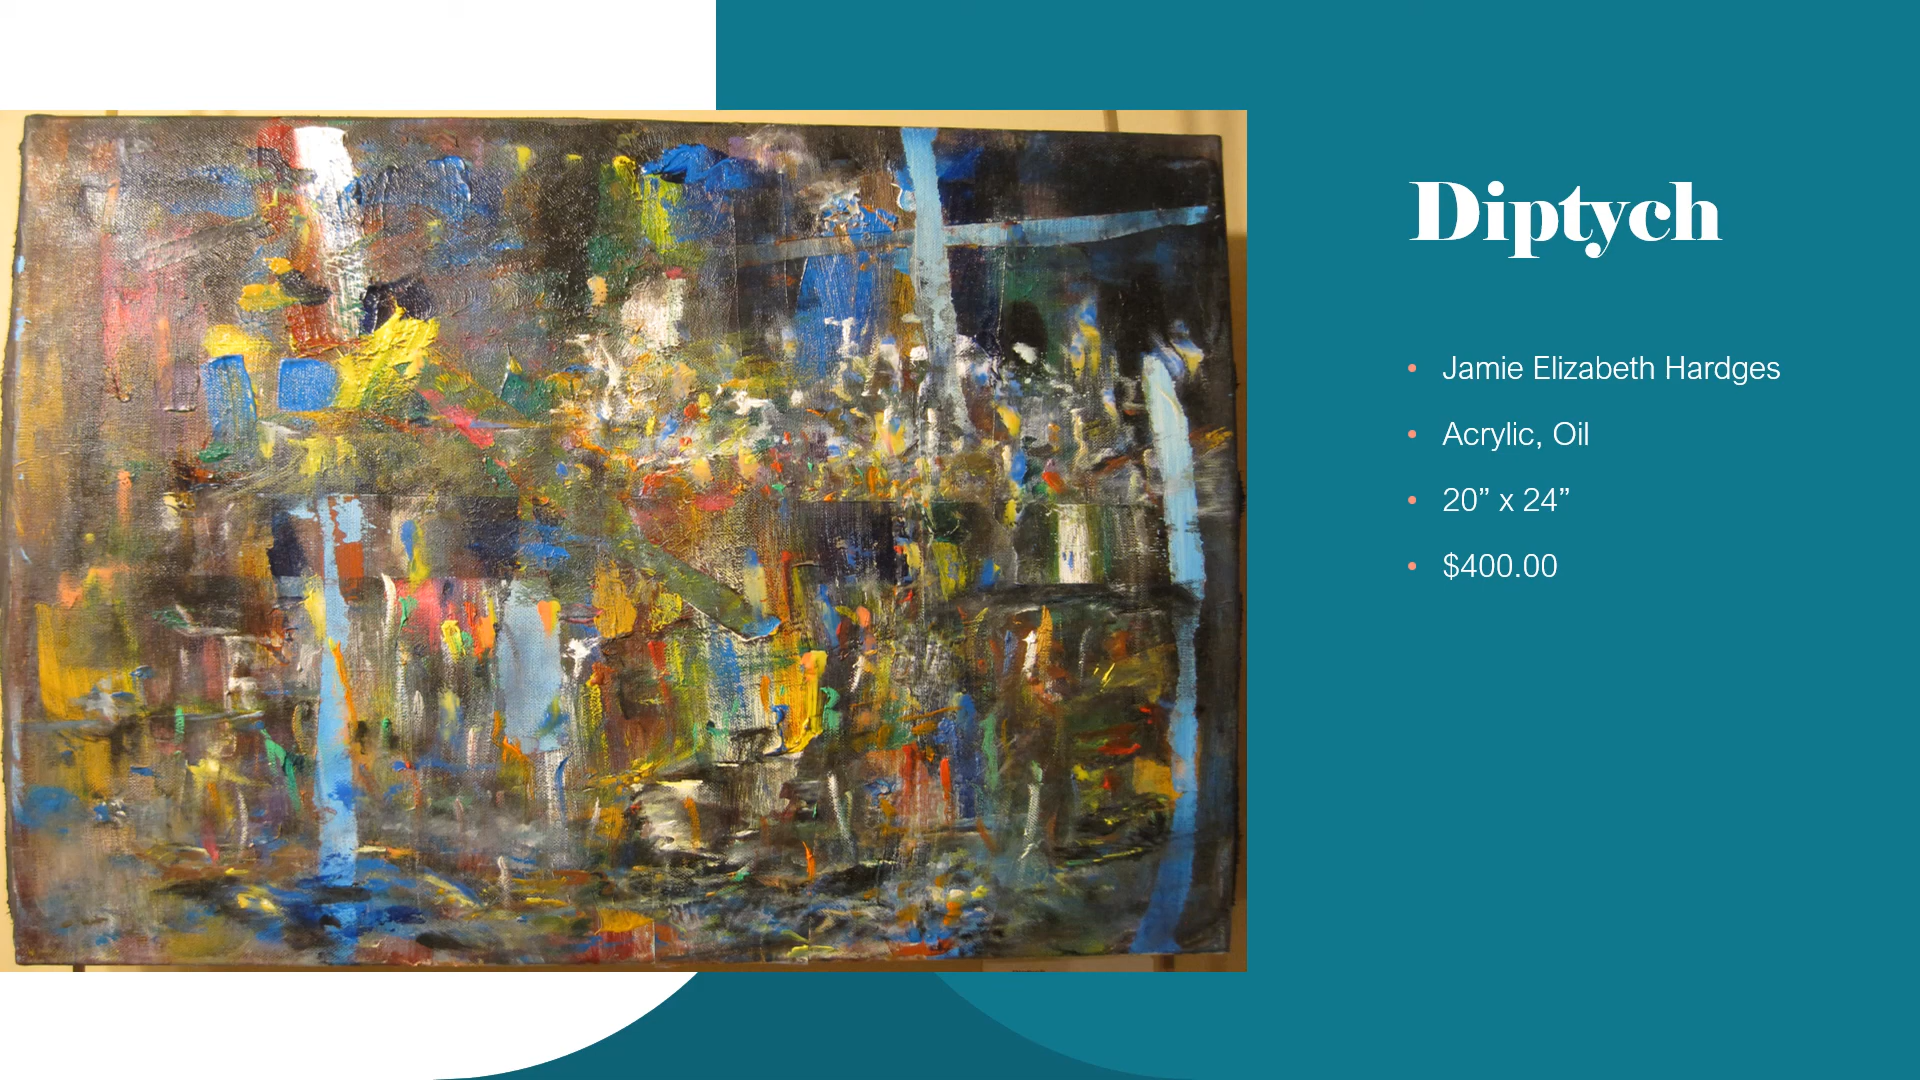 Diptych
Jamie Elizabeth Hardges
Acrylic, Oil
20” x 24”
$400.00